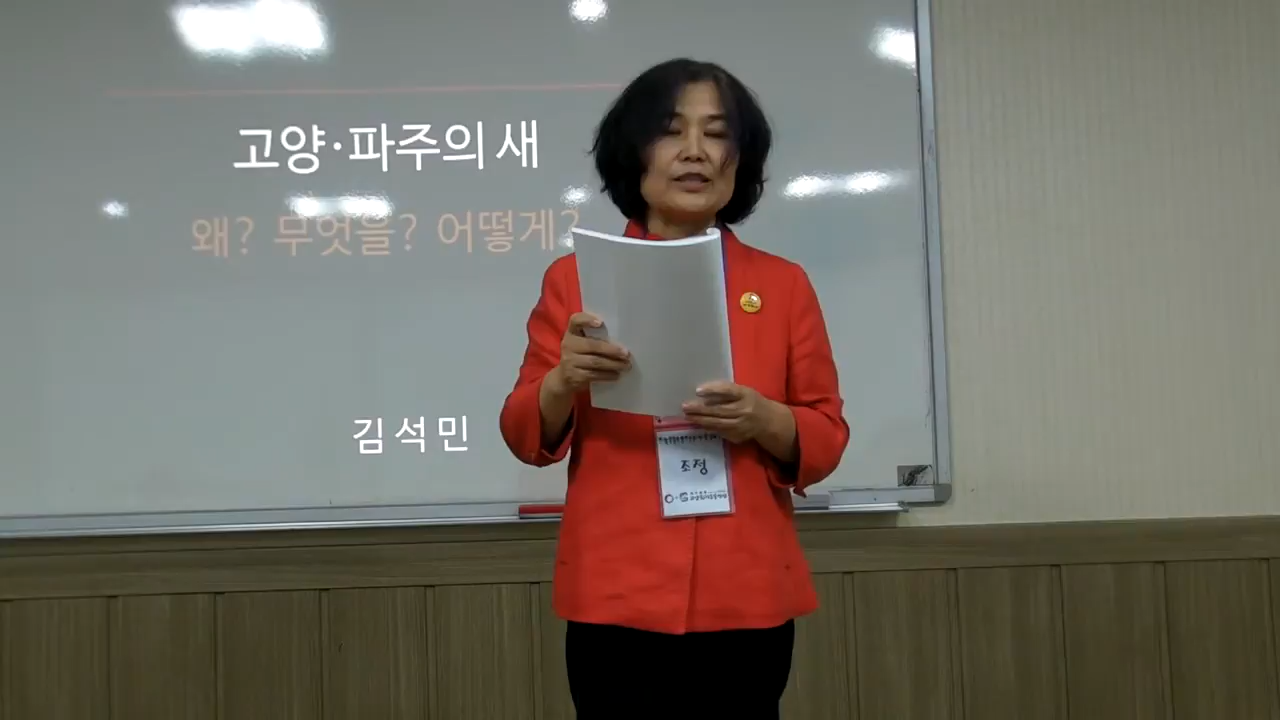 고양·파주의 새
왜? 무엇을? 어떻게?
김석민
조정